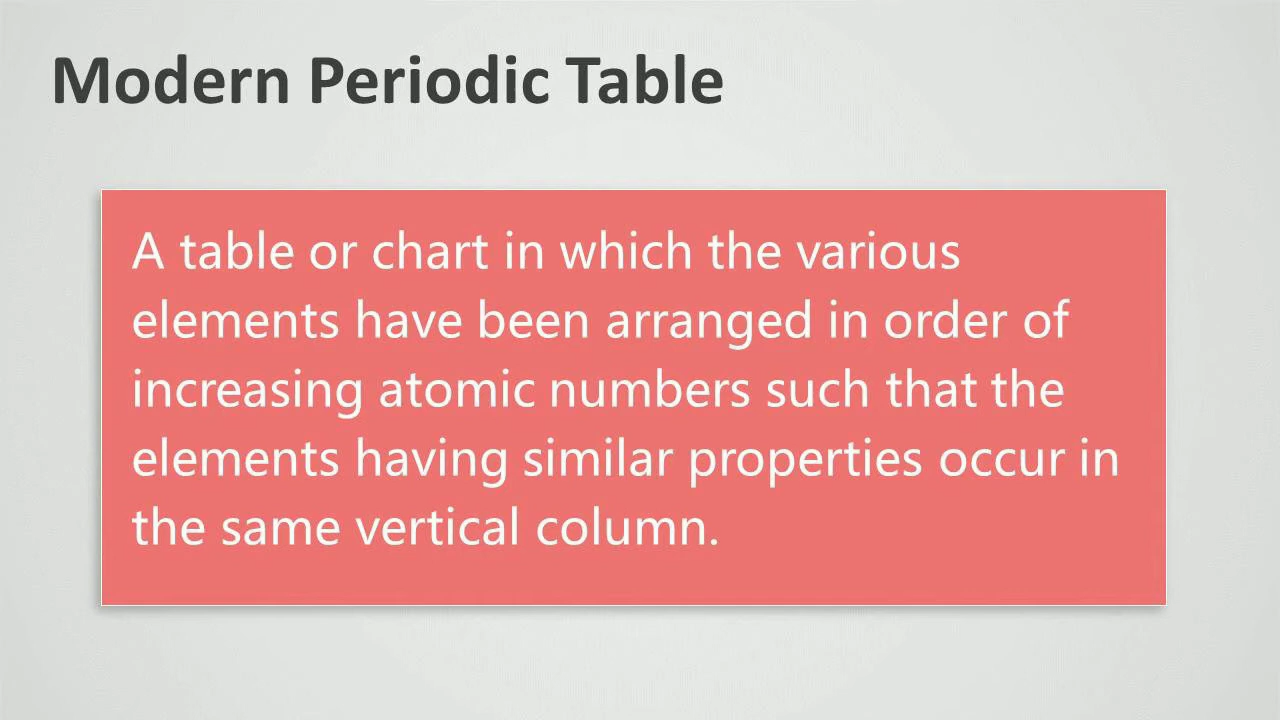 Modern Periodic Table
A table or chart in which the various
elements have been arranged in order of
increasing atomic numbers such that the
elements having similar properties occur in
the same vertical column.